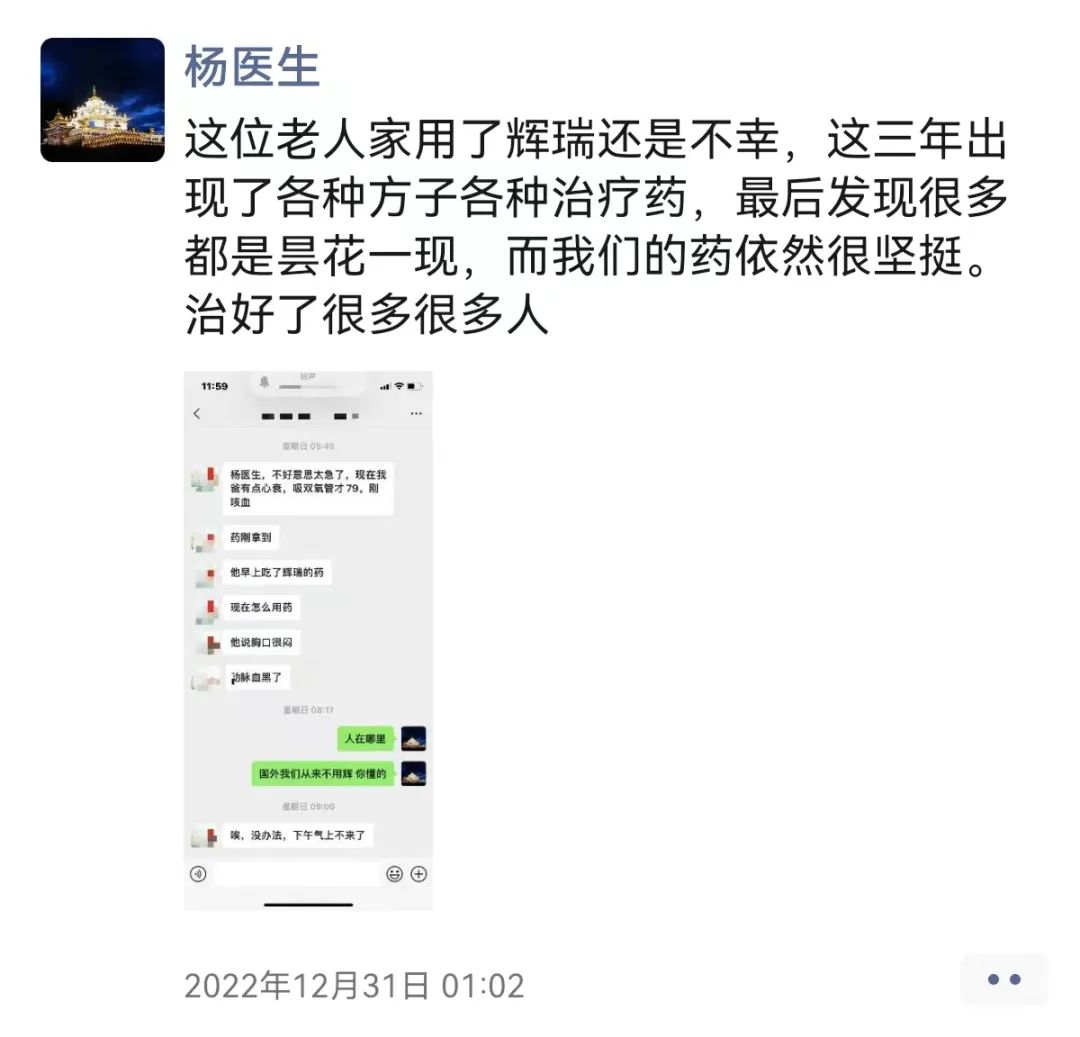 杨医生
这位老人家用了辉瑞还是不幸，这三年出
现了各种方子各种治疗药，最后发现很多
都是昙花一现，而我们的药依然很坚挺。
治好了很多很多人
11:59
铃声
星期日 05:46
杨医生，不好意思太急了，现在我
爸有点心衰，吸双氧管才79。刚
咳血
药刚拿到
他早上吃了辉瑞的药
现在怎么用药
他说胸口很闷
动脉血黑了
星期日 08:17
人在哪里
国外我们从来不用辉 你懂的
星期日 09:06
唉，没办法，下午气上不来了
2022年12月31日 01:02